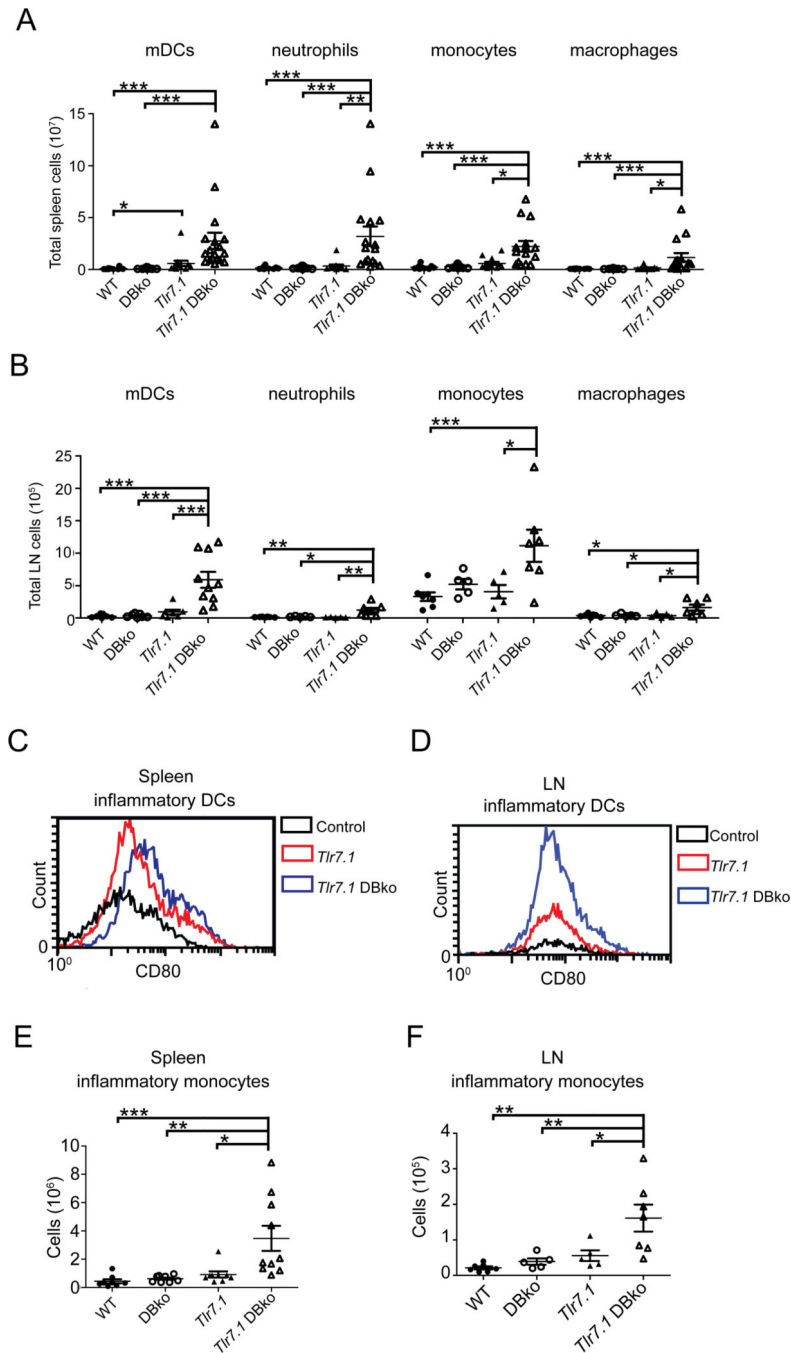 A
mDCs neutrophils monocytes macrophages
*** *** *** ***
*** *** *** ***
** * *
*
Total spleen cells (10⁷)
15
10
5
0
WT DBko Tlr7.1 Tlr7.1 DBko WT DBko Tlr7.1 Tlr7.1 DBko WT DBko Tlr7.1 Tlr7.1 DBko WT DBko Tlr7.1 Tlr7.1 DBko
B
mDCs neutrophils monocytes macrophages
*** ** *** *
*** * * *
*** ** *
Total LN cells (10⁵)
25
20
15
10
5
0
WT DBko Tlr7.1 Tlr7.1 DBko WT DBko Tlr7.1 Tlr7.1 DBko WT DBko Tlr7.1 Tlr7.1 DBko WT DBko Tlr7.1 Tlr7.1 DBko
C
Spleen
inflammatory DCs
Control
Tlr7.1
Tlr7.1 DBko
Count
0
10⁰
CD80
D
LN
inflammatory DCs
Control
Tlr7.1
Tlr7.1 DBko
Count
0
10⁰
CD80
E
Spleen
inflammatory monocytes
***
**
*
Cells (10⁶)
10
8
6
4
2
0
WT DBko Tlr7.1 Tlr7.1 DBko
F
LN
inflammatory monocytes
**
**
*
Cells (10⁵)
4
3
2
1
0
WT DBko Tlr7.1 Tlr7.1 DBko